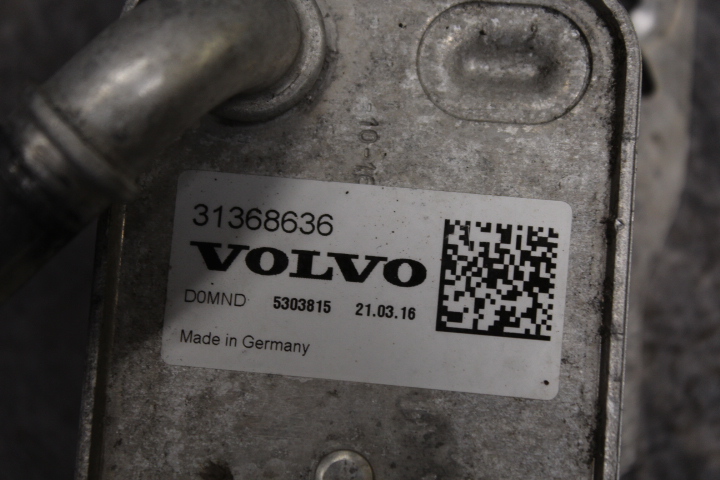 31368636
VOLVO
D0MND 5303815 21.03.16
Made in Germany